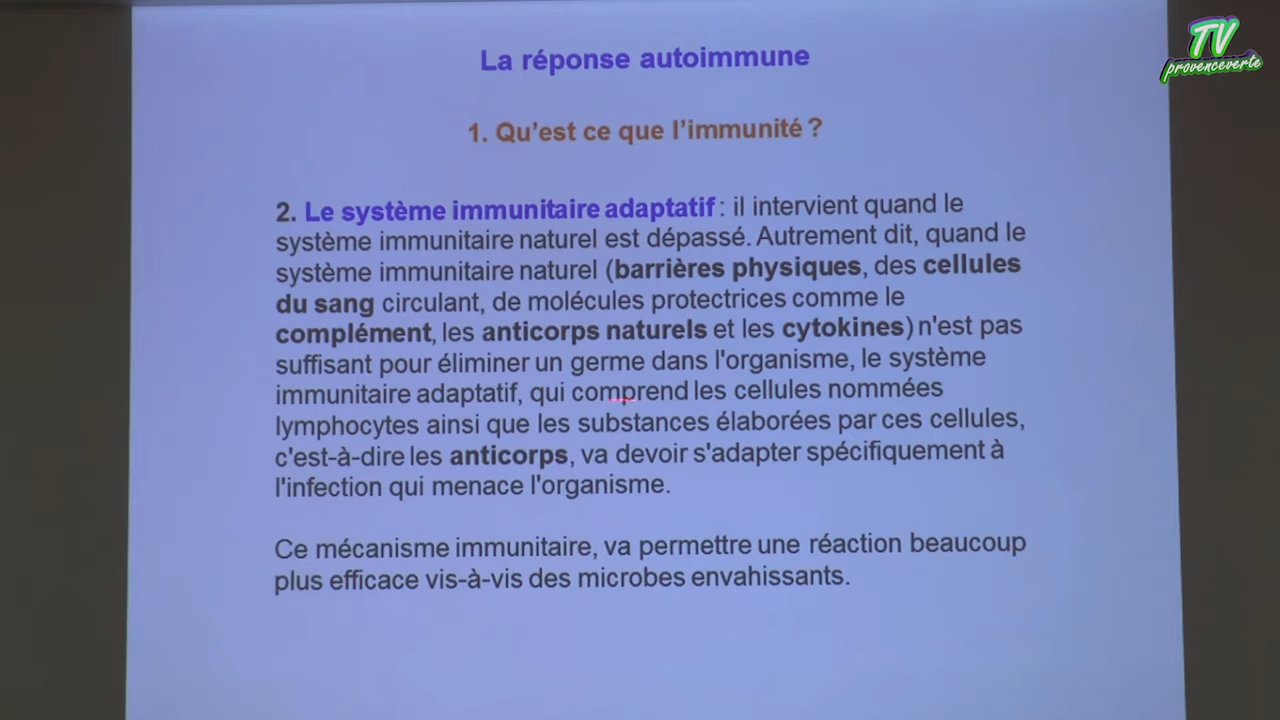 TV
provenceverte
La réponse autoimmune
1. Qu'est ce que l'immunité ?
2. Le système immunitaire adaptatif : il intervient quand le
système immunitaire naturel est dépassé. Autrement dit, quand le
système immunitaire naturel (barrières physiques, des cellules
du sang circulant, de molécules protectrices comme le
complément, les anticorps naturels et les cytokines) n'est pas
suffisant pour éliminer un germe dans l'organisme, le système
immunitaire adaptatif, qui comprend les cellules nommées
lymphocytes ainsi que les substances élaborées par ces cellules,
c'est-à-dire les anticorps, va devoir s'adapter spécifiquement à
l'infection qui menace l'organisme.
Ce mécanisme immunitaire, va permettre une réaction beaucoup
plus efficace vis-à-vis des microbes envahissants.